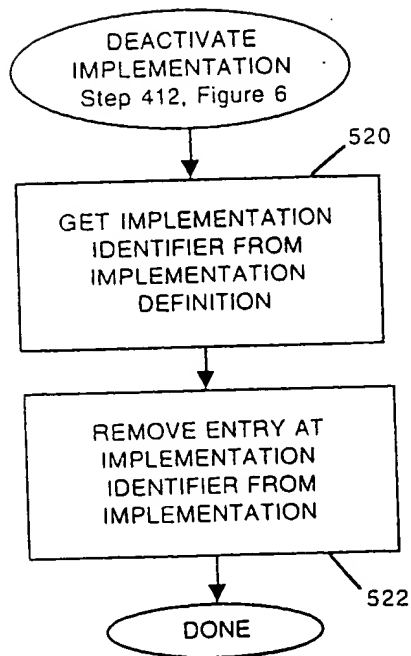 DEACTIVATE
IMPLEMENTATION
Step 412, Figure 6
520
GET IMPLEMENTATION
IDENTIFIER FROM
IMPLEMENTATION
DEFINITION
REMOVE ENTRY AT
IMPLEMENTATION
IDENTIFIER FROM
IMPLEMENTATION
522
DONE